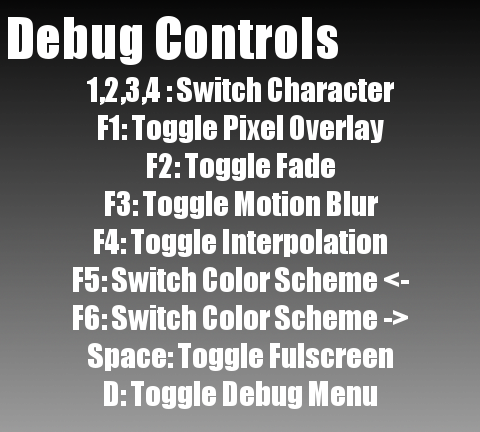 Debug Controls
1,2,3,4 : Switch Character
F1: Toggle Pixel Overlay
F2: Toggle Fade
F3: Toggle Motion Blur
F4: Toggle Interpolation
F5: Switch Color Scheme <-
F6: Switch Color Scheme ->
Space: Toggle Fulscreen
D: Toggle Debug Menu